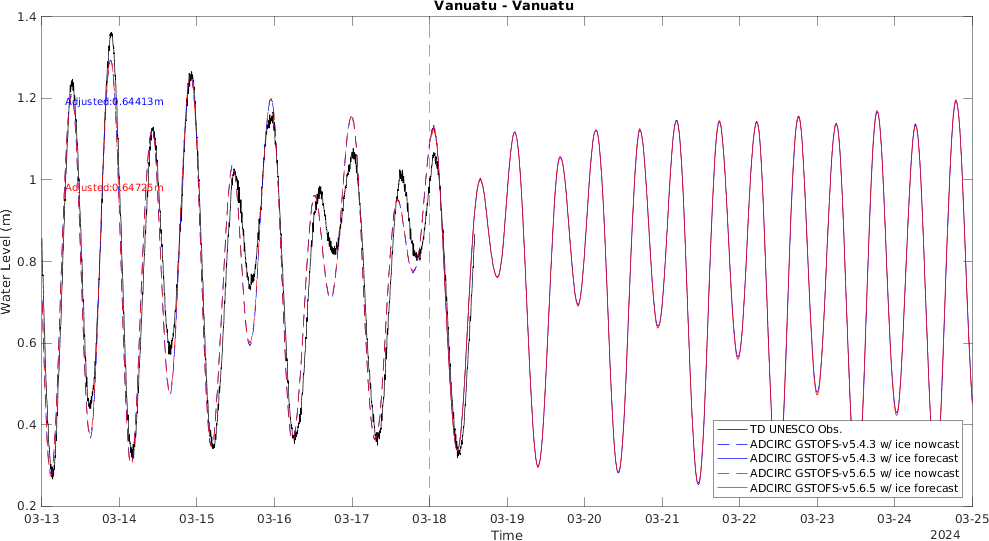 Vanuatu - Vanuatu
1.4
1.2
1
0.8
0.6
0.4
0.2
Water Level (m)
Adjusted:0.64413m
Adjusted:0.64725m
TD UNESCO Obs.
ADCIRC GSTOFS-v5.4.3 w/ ice nowcast
ADCIRC GSTOFS-v5.4.3 w/ ice forecast
ADCIRC GSTOFS-v5.6.5 w/ ice nowcast
ADCIRC GSTOFS-v5.6.5 w/ ice forecast
03-13 03-14 03-15 03-16 03-17 03-18 03-19 03-20 03-21 03-22 03-23 03-24 03-25
Time
2024